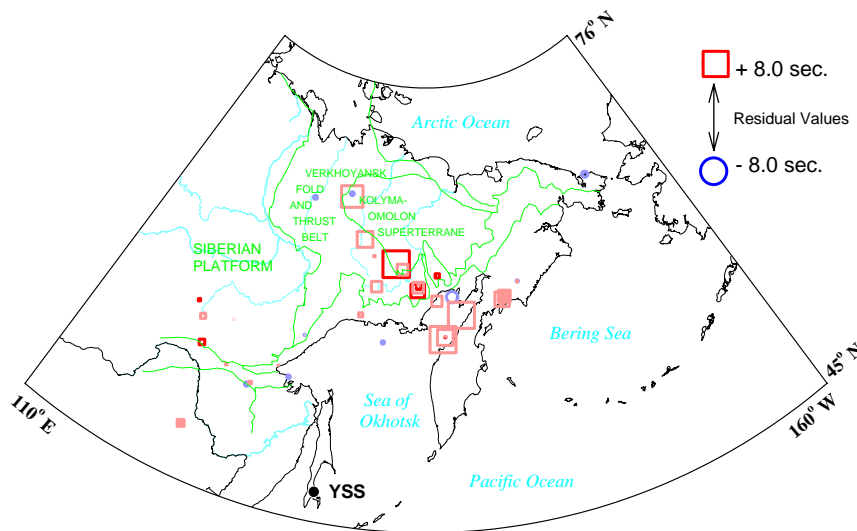 76° N
+ 8.0 sec.
Residual Values
- 8.0 sec.
Arctic Ocean
VERKHOYANSK
FOLD
AND
THRUST
BELT
KOLYMA-
OMOLON
SUPERTERRANE
SIBERIAN
PLATFORM
Bering Sea
45° N
110° E
160° W
Sea of
Okhotsk
Pacific Ocean
YSS